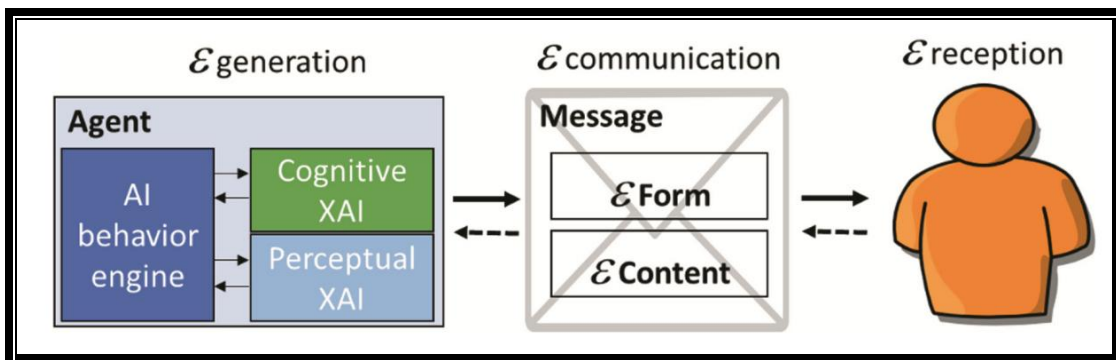 ℰ generation
ℰ communication
ℰ reception
Agent
AI
behavior
engine
Cognitive
XAI
Perceptual
XAI
Message
ℰ Form
ℰ Content